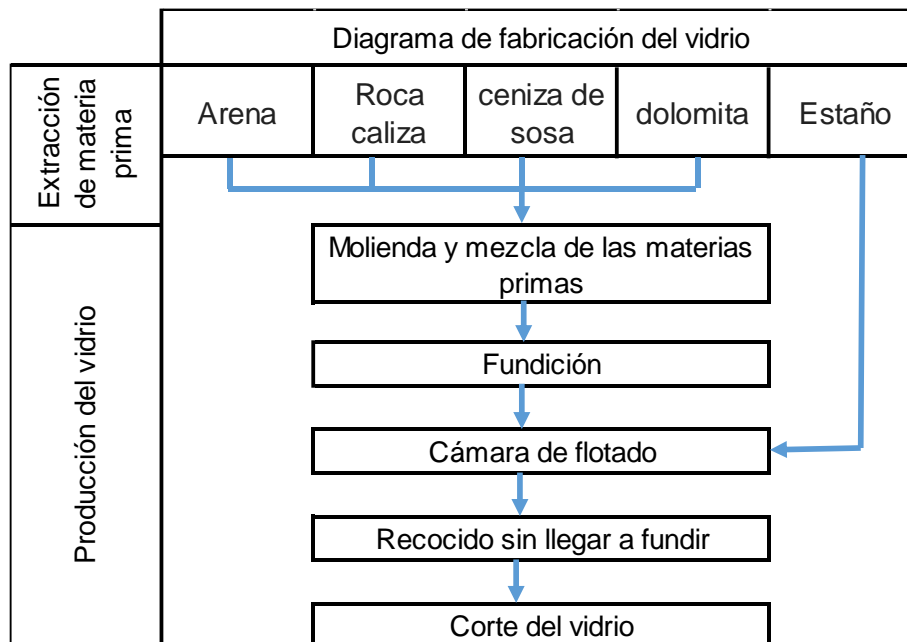 Diagrama de fabricación del vidrio
Extracción
de materia
prima
Arena
Roca
caliza
ceniza de
sosa
dolomita
Estaño
Producción del vidrio
Molienda y mezcla de las materias
primas
Fundición
Cámara de flotado
Recocido sin llegar a fundir
Corte del vidrio